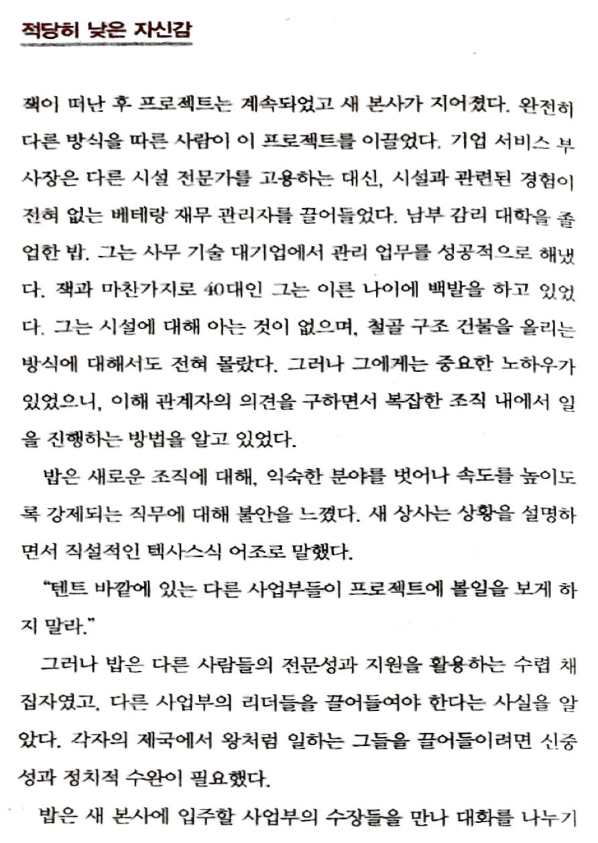 적당히 낮은 자신감
잭이 떠난 후 프로젝트는 계속되었고 새 본사가 지어졌다. 완전히
다른 방식을 따른 사람이 이 프로젝트를 이끌었다. 기업 서비스 부
사장은 다른 시설 전문가를 고용하는 대신, 시설과 관련된 경험이
전혀 없는 베테랑 재무 관리자를 끌어들었다. 남부 감리 대학을 졸
업한 밥. 그는 사무 기술 대기업에서 관리 업무를 성공적으로 해냈
다. 잭과 마찬가지로 40대인 그는 이른 나이에 백발을 하고 있었
다. 그는 시설에 대해 아는 것이 없으며, 철골 구조 건물을 올리는
방식에 대해서도 전혀 몰랐다. 그러나 그에게는 중요한 노하우가
있었으니, 이해 관계자의 의견을 구하면서 복잡한 조직 내에서 일
을 진행하는 방법을 알고 있었다.
밥은 새로운 조직에 대해, 익숙한 분야를 벗어나 속도를 높이도
록 강제되는 직무에 대해 불안을 느꼈다. 새 상사는 상황을 설명하
면서 직설적인 텍사스식 어조로 말했다.
“텐트 바깥에 있는 다른 사업부들이 프로젝트에 볼일을 보게 하
지 말라.”
그러나 밥은 다른 사람들의 전문성과 지원을 활용하는 수렵 채
집자였고, 다른 사업부의 리더들을 끌어들여야 한다는 사실을 알
았다. 각자의 제국에서 왕처럼 일하는 그들을 끌어들이려면 신중
성과 정치적 수완이 필요했다.
밥은 새 본사에 입주할 사업부의 수장들을 만나 대화를 나누기